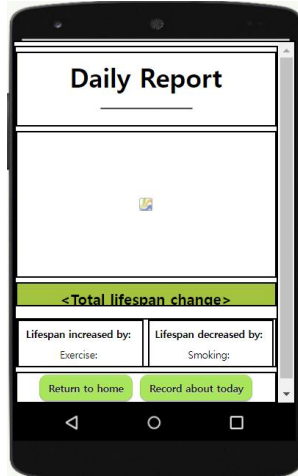 Daily Report
<Total lifespan change>
Lifespan increased by:
Exercise:
Lifespan decreased by:
Smoking:
Return to home
Record about today